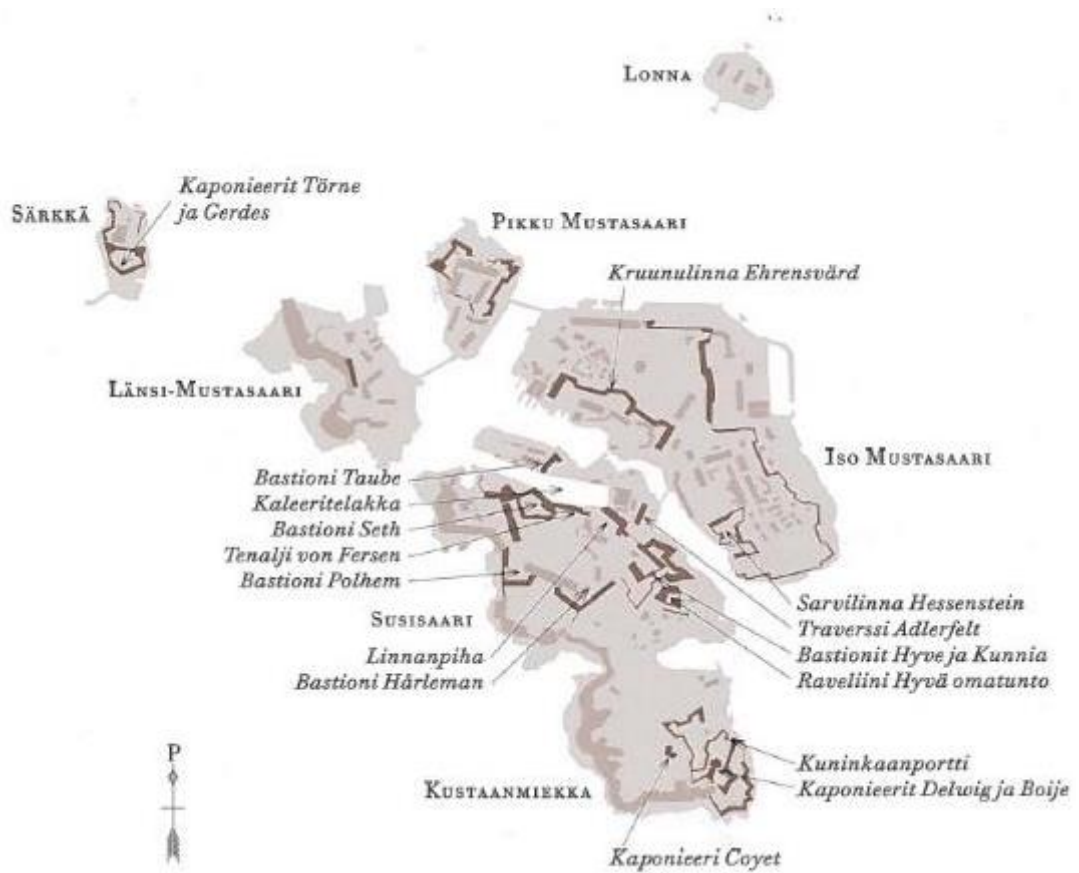 LONNA
Kaponieerit Törne
ja Gerdes
SÄRKKÄ
PIKKU MUSTASAARI
Kruunulinna Ehrensvärd
LÄNSI-MUSTASAARI
ISO MUSTASAARI
Bastioni Taube
Kaleeritelakka
Bastioni Seth
Tenalji von Fersen
Bastioni Polhem
SUSISAARI
Linnanpiha
Bastioni Hårleman
Sarvilinna Hessenstein
Traverssi Adlerfelt
Bastionit Hyve ja Kunnia
Raveliini Hyvä omatunto
P
KUSTAANMIEKKA
Kuninkaanportti
Kaponieerit Delwig ja Boije
Kaponieeri Coyet